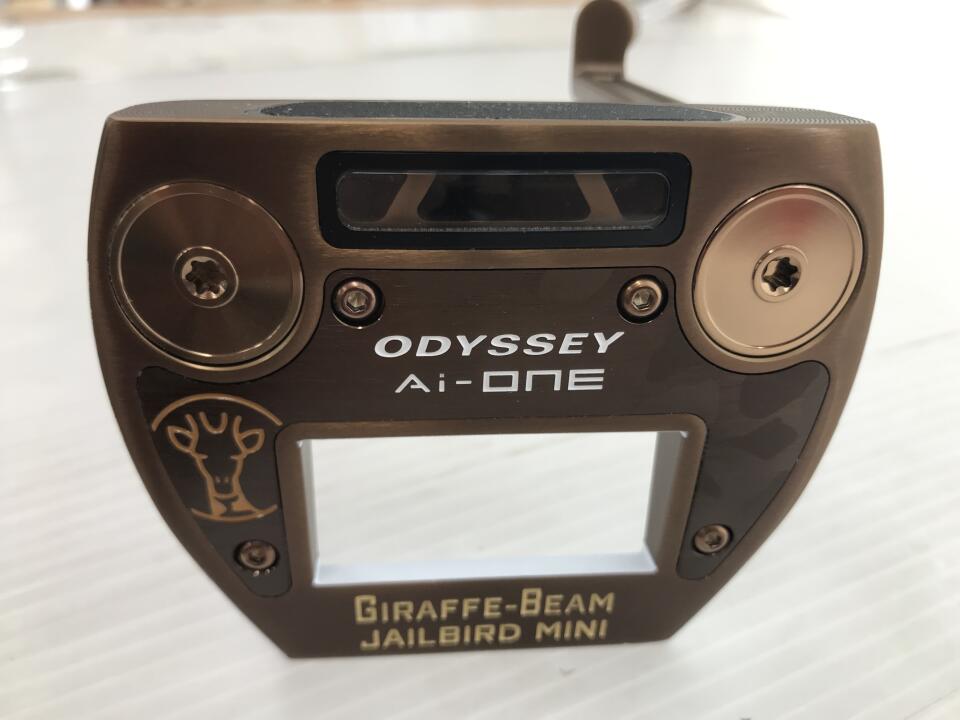 ODYSSEY
Ai-ONE
GIRAFFE-BEAM
JAILBIRD MINI